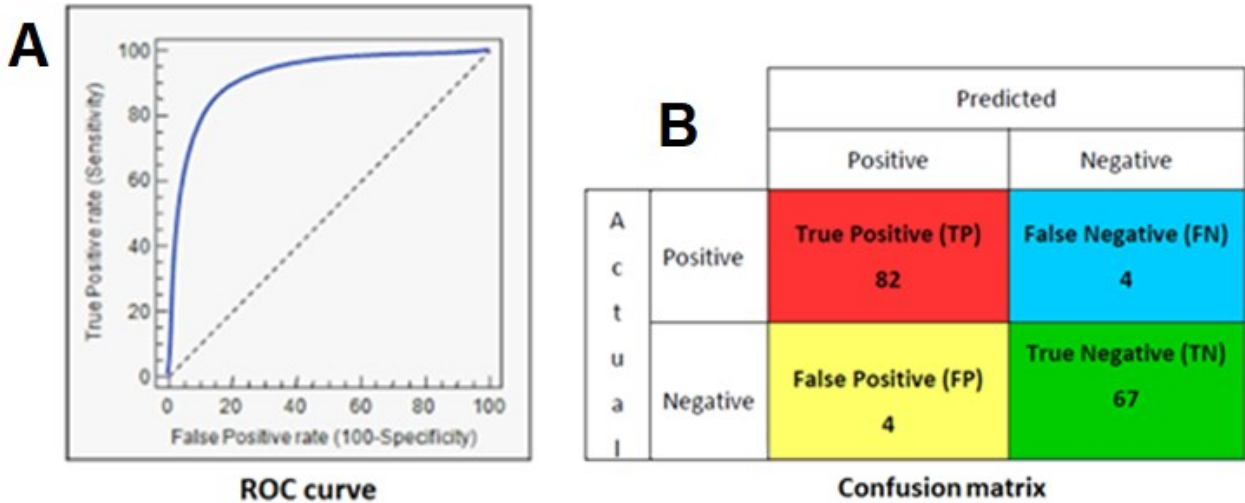 A
100
80
60
40
20
0
True Positive rate (Sensitivity)
0 20 40 60 80 100
False Positive rate (100-Specificity)
ROC curve
B
Predicted
Positive Negative
Actual
Positive
True Positive (TP)
82
False Negative (FN)
4
Negative
False Positive (FP)
4
True Negative (TN)
67
Confusion matrix